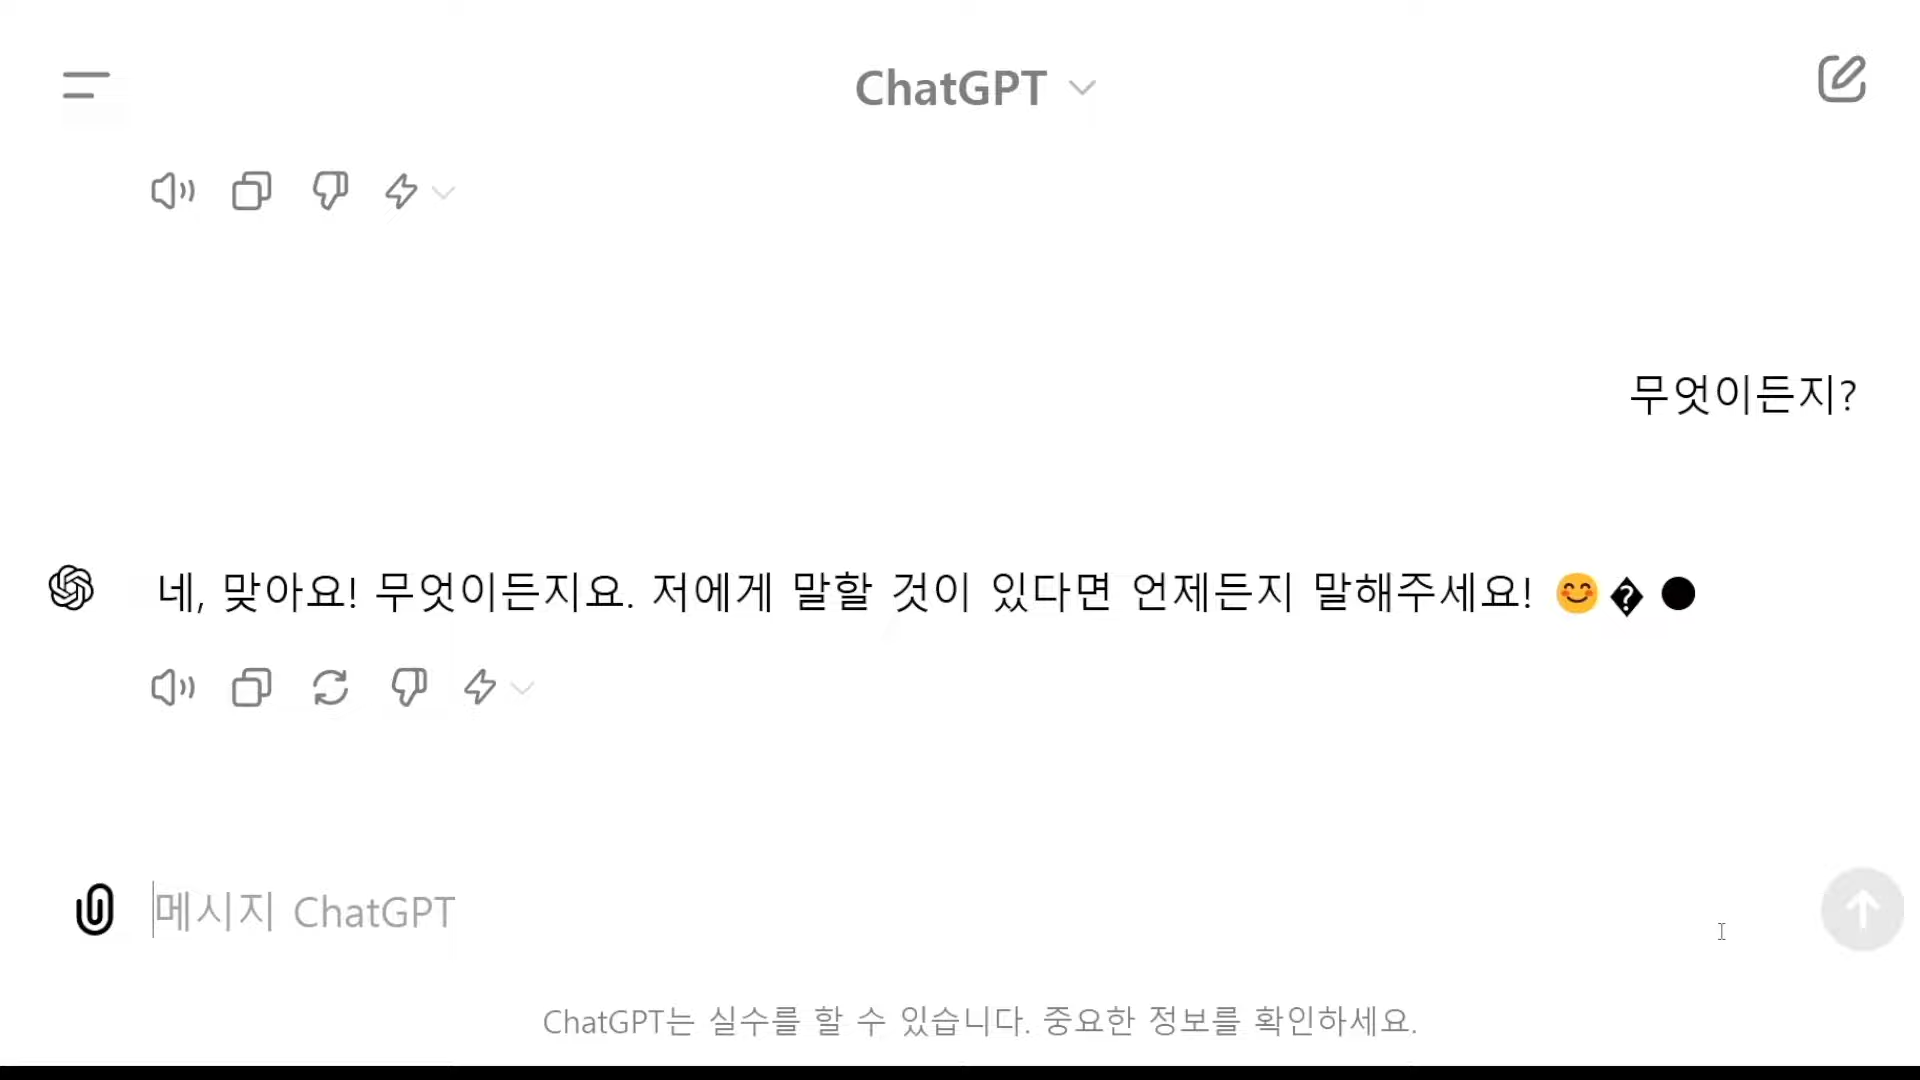 ChatGPT
무엇이든지?
네, 맞아요! 무엇이든지요. 저에게 말할 것이 있다면 언제든지 말해주세요! 😊�
메시지 ChatGPT
ChatGPT는 실수를 할 수 있습니다. 중요한 정보를 확인하세요.